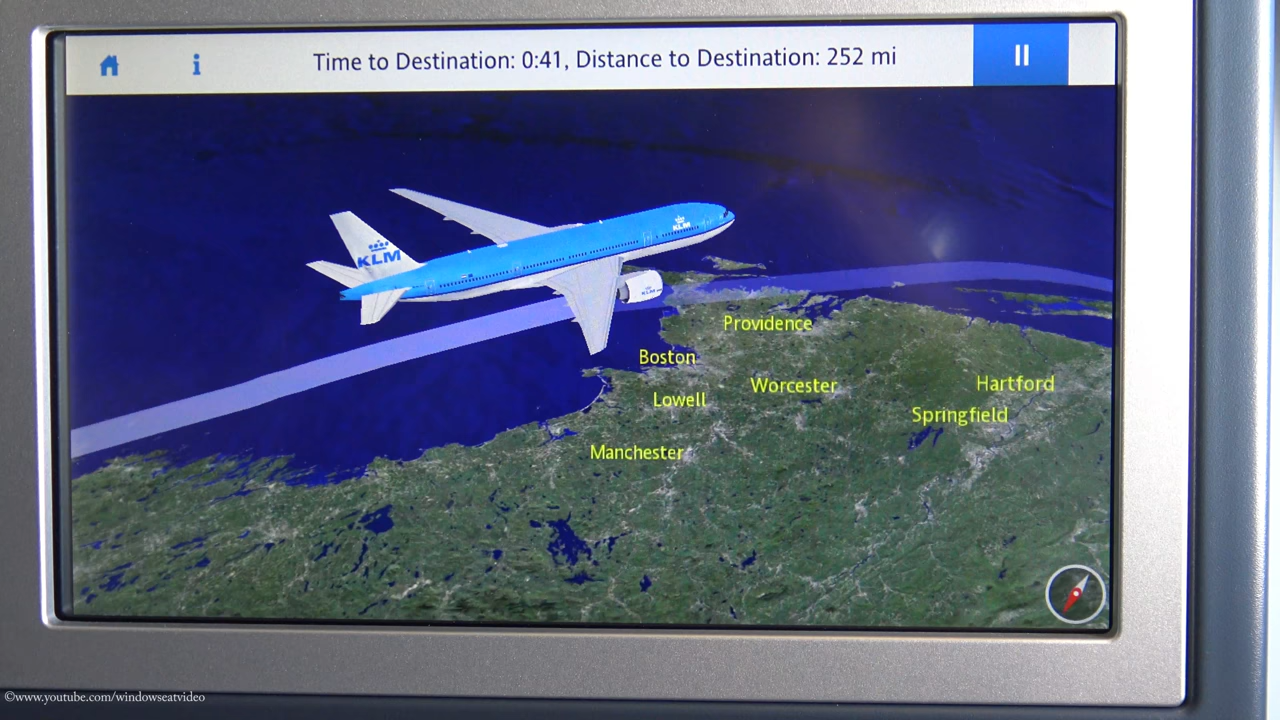 Time to Destination: 0:41, Distance to Destination: 252 mi
KLM
KLM
KLM
Providence
Boston
Worcester
Hartford
Lowell
Springfield
Manchester
©www.youtube.com/windowseatvideo